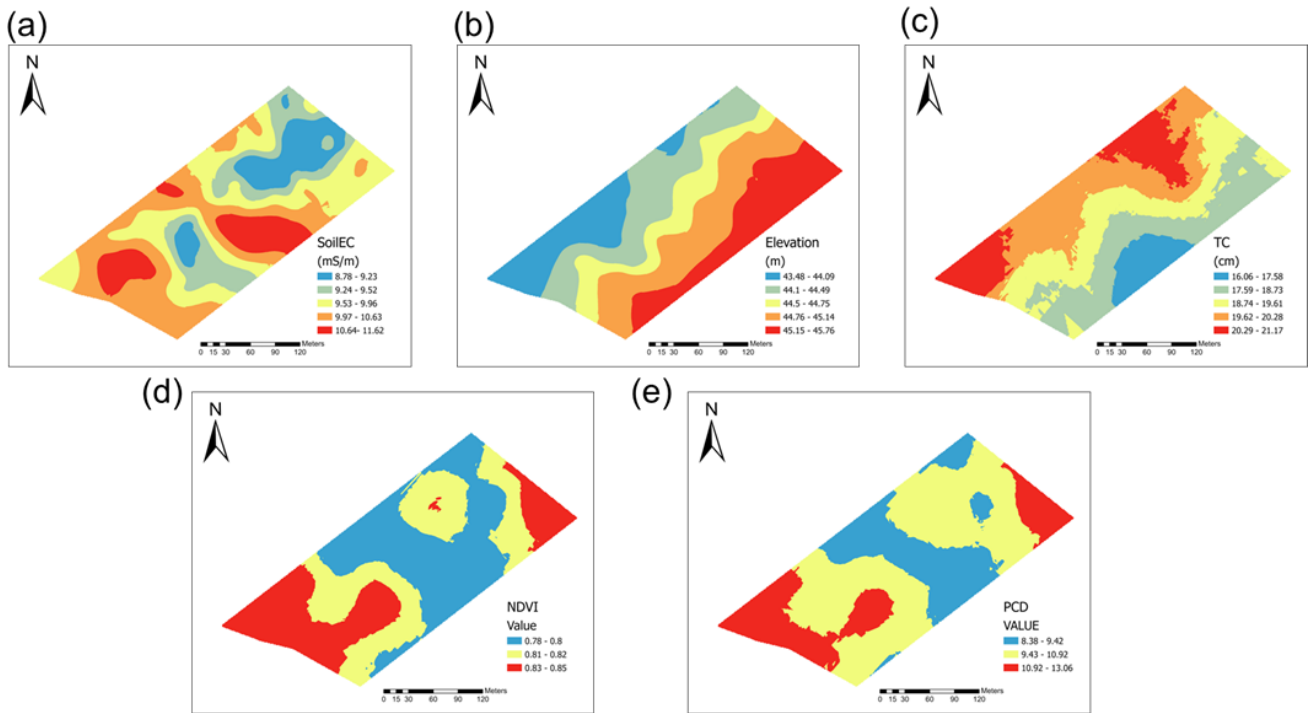 (a)
N
SoilEC
(mS/m)
8.78 - 9.23
9.24 - 9.52
9.53 - 9.96
9.97 - 10.63
10.64- 11.62
Meters
0 15 30 60 90 120
(b)
N
Elevation
(m)
43.48 - 44.09
44.1 - 44.49
44.5 - 44.75
44.76 - 45.14
45.15 - 45.76
Meters
0 15 30 60 90 120
(c)
N
TC
(cm)
16.06 - 17.58
17.59 - 18.73
18.74 - 19.61
19.62 - 20.28
20.29 - 21.17
Meters
0 15 30 60 90 120
(d)
N
NDVI
Value
0.78 - 0.8
0.81 - 0.82
0.83 - 0.85
Meters
0 15 30 60 90 120
(e)
N
PCD
VALUE
8.38 - 9.42
9.43 - 10.92
10.92 - 13.06
Meters
0 15 30 60 90 120